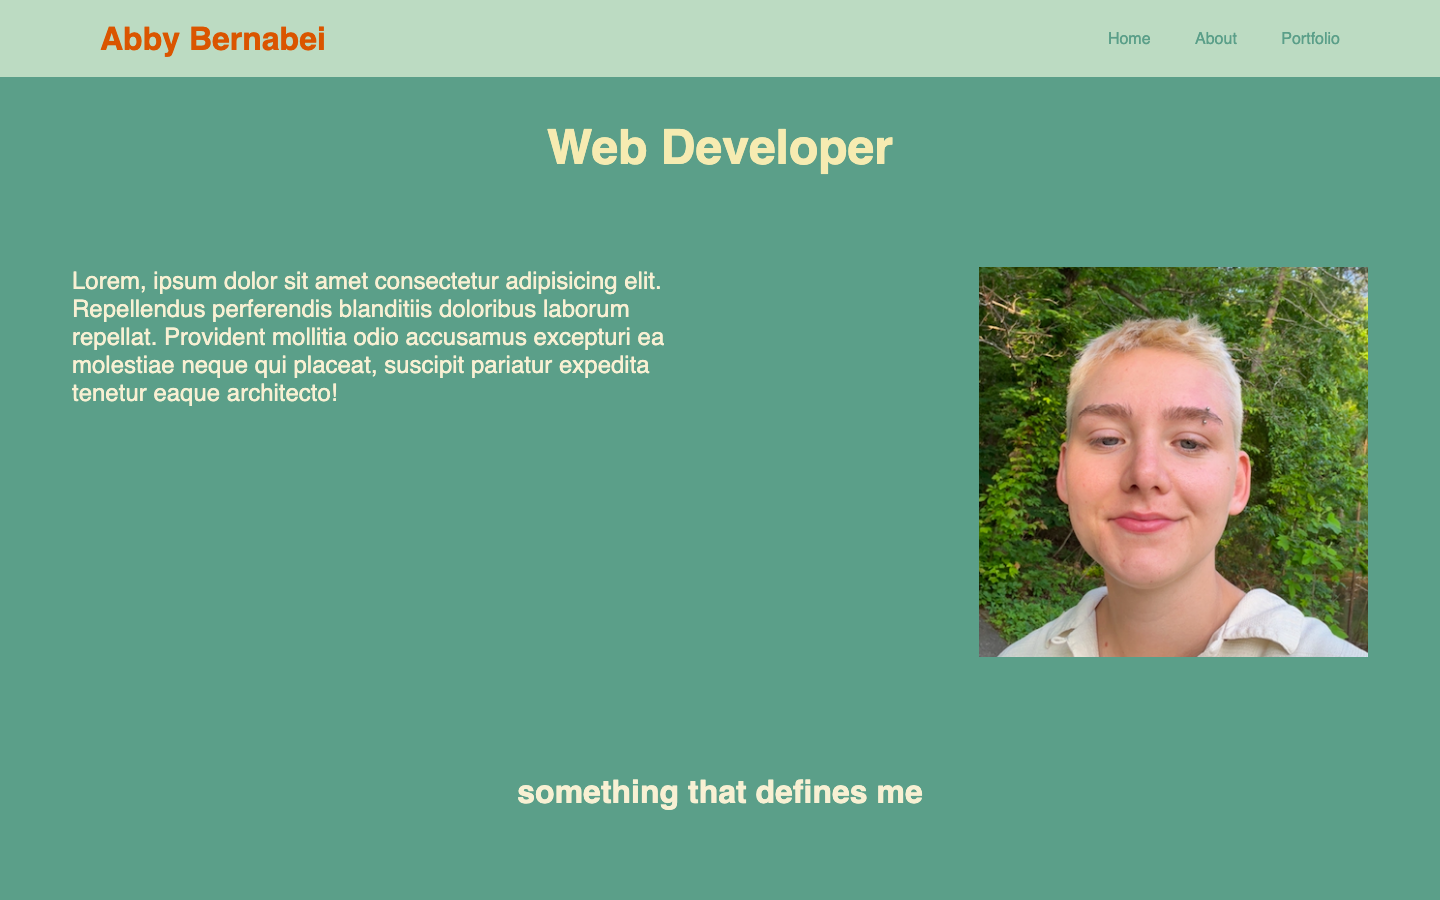 Abby Bernabei
Home
About
Portfolio
Web Developer
Lorem, ipsum dolor sit amet consectetur adipisicing elit.
Repellendus perferendis blanditiis doloribus laborum
repellat. Provident mollitia odio accusamus excepturi ea
molestiae neque qui placeat, suscipit pariatur expedita
tenetur eaque architecto!
something that defines me